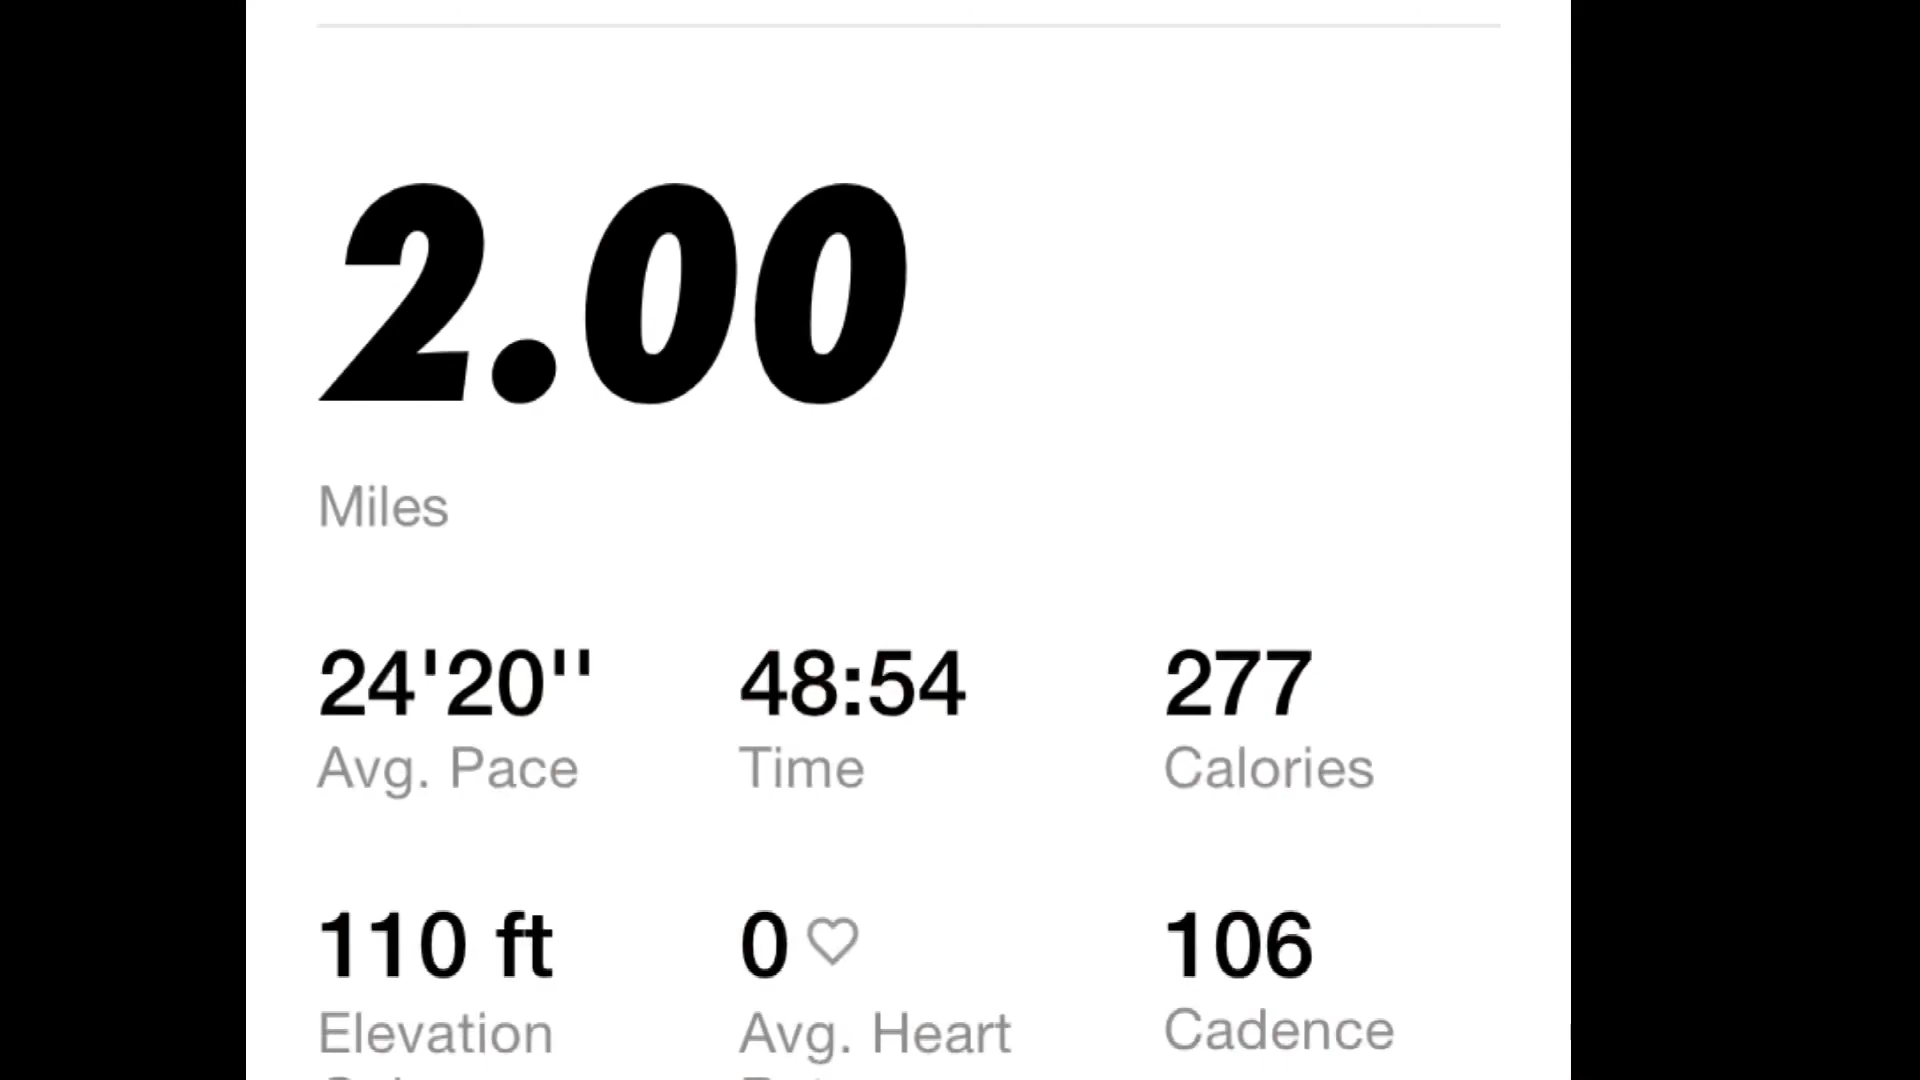 2.00
Miles
24'20''
48:54
277
Avg. Pace
Time
Calories
110 ft
0
106
Elevation
Avg. Heart
Cadence